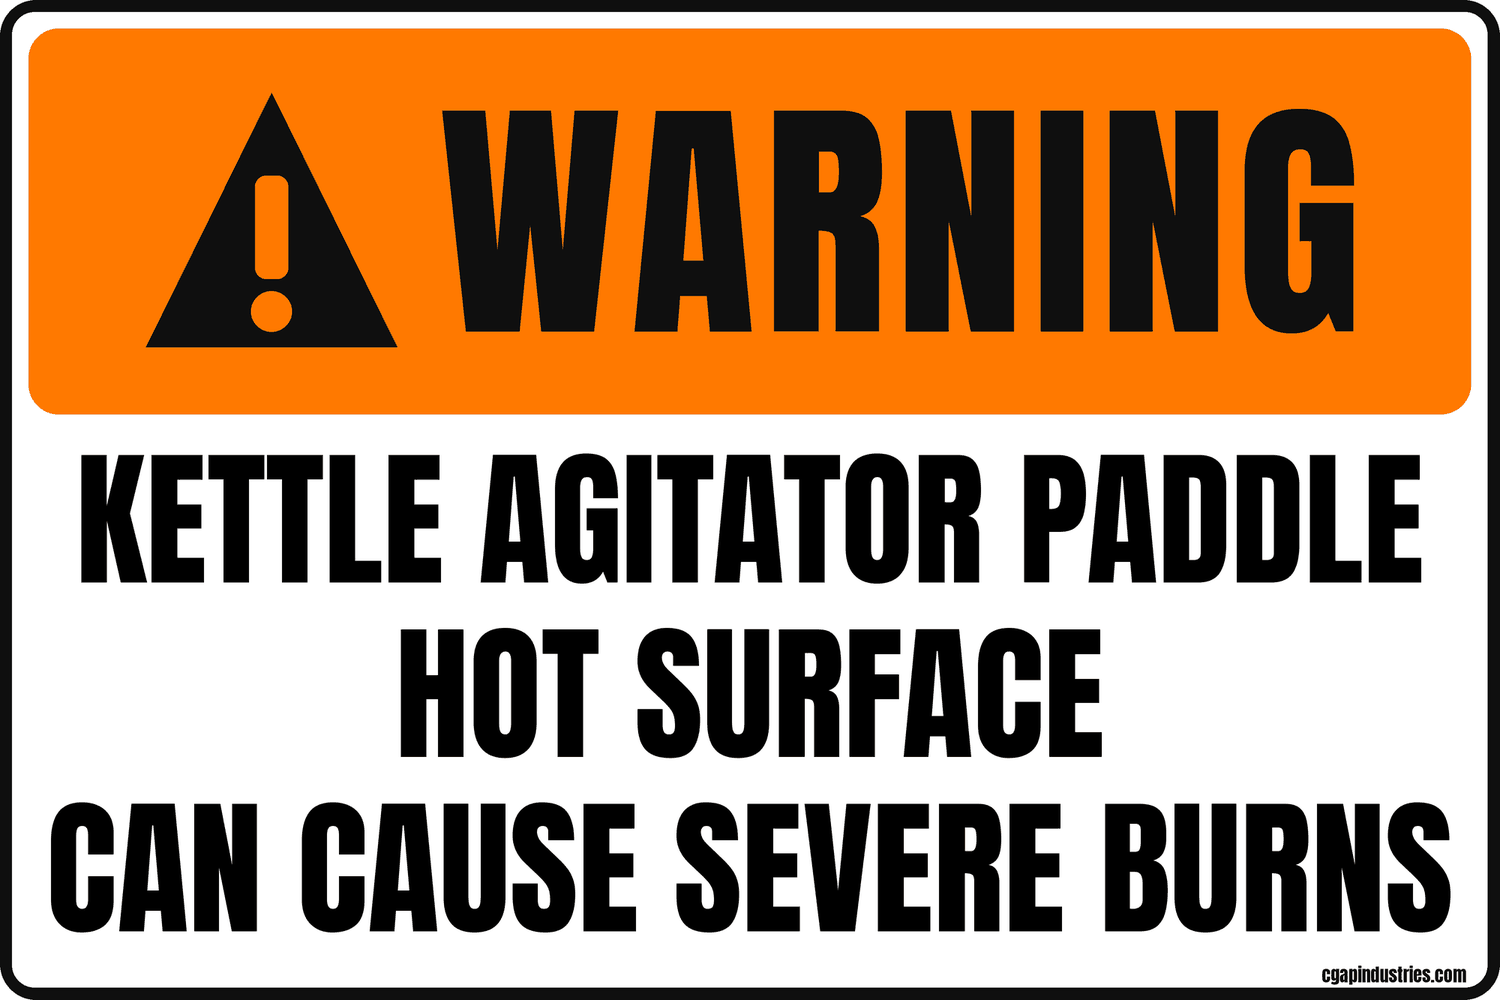 WARNING
KETTLE AGITATOR PADDLE
HOT SURFACE
CAN CAUSE SEVERE BURNS
cgapindustries.com